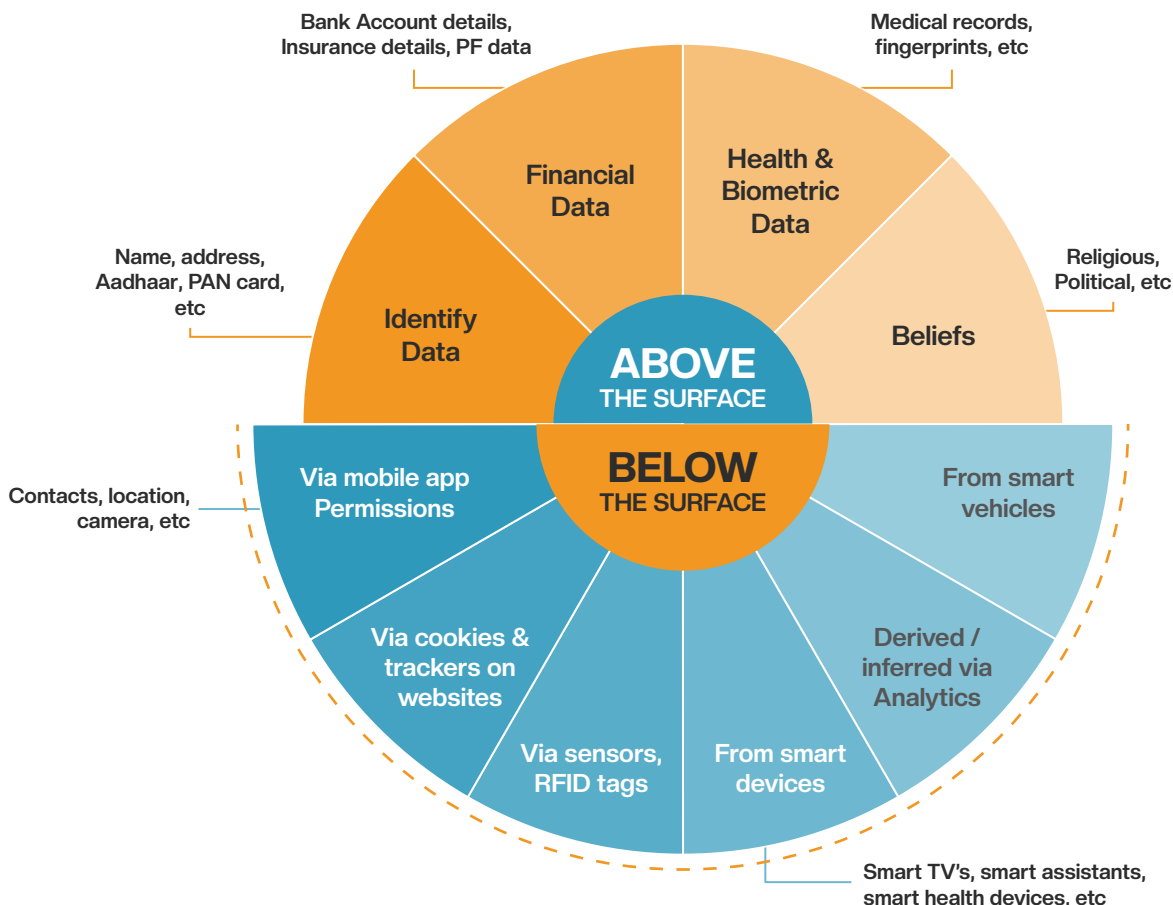 Bank Account details,
Insurance details, PF data
Medical records,
fingerprints, etc
Financial
Data
Health &
Biometric
Data
Name, address,
Aadhaar, PAN card,
etc
Identify
Data
Religious,
Political, etc
Beliefs
ABOVE
THE SURFACE
BELOW
THE SURFACE
Via mobile app
Permissions
From smart
vehicles
Contacts, location,
camera, etc
Via cookies &
trackers on
websites
Derived /
inferred via
Analytics
Via sensors,
RFID tags
From smart
devices
Smart TV's, smart assistants,
smart health devices, etc